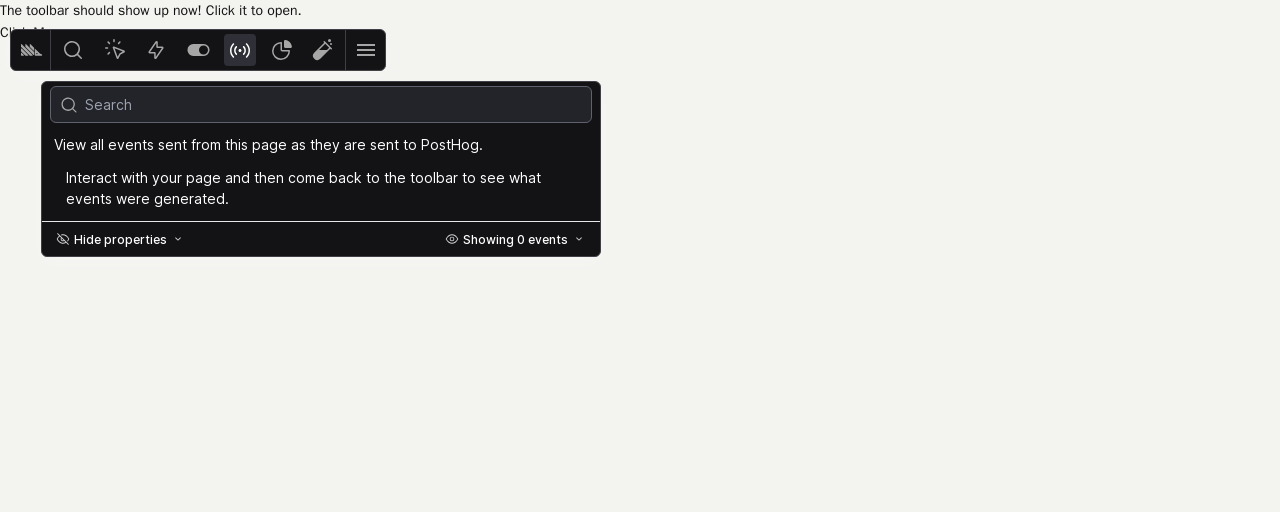 The toolbar should show up now! Click it to open.
Search
View all events sent from this page as they are sent to PostHog.
Interact with your page and then come back to the toolbar to see what
events were generated.
Hide properties
Showing 0 events